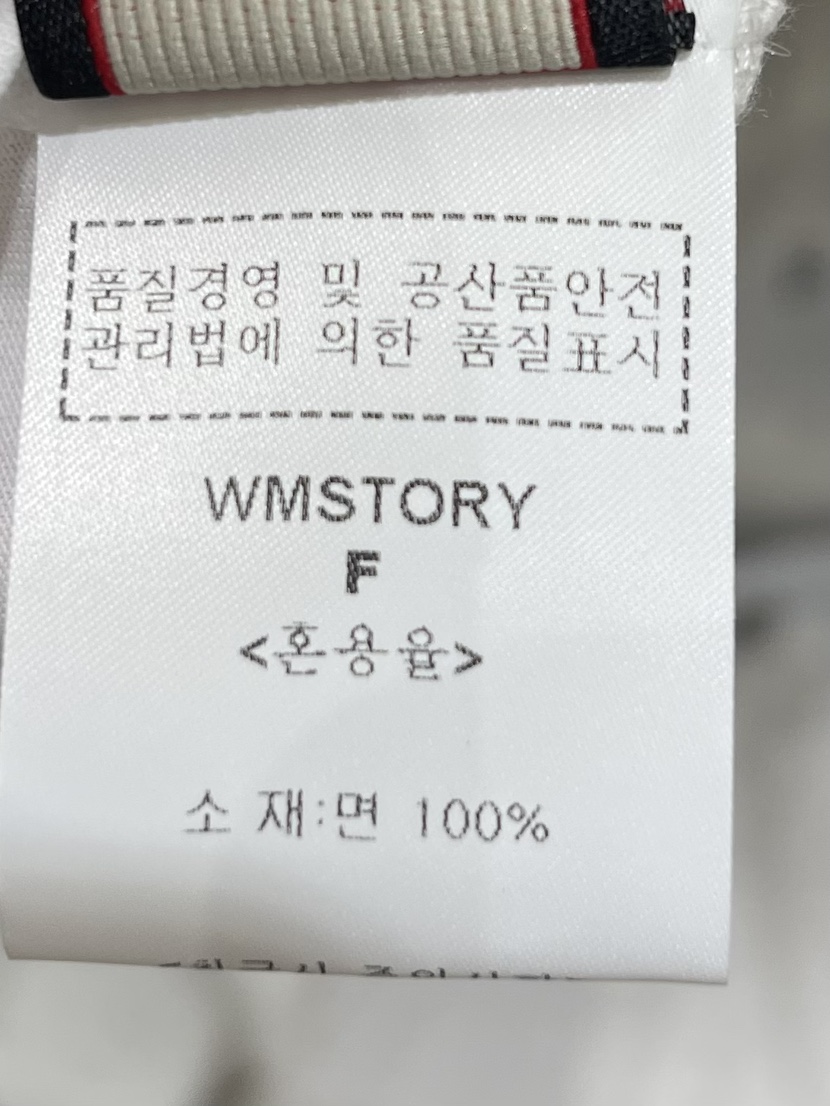 품질경영 및 공산품안전
관리법에 의한 품질표시
WMSTORY
F
<혼용율>
소 재:면 100%